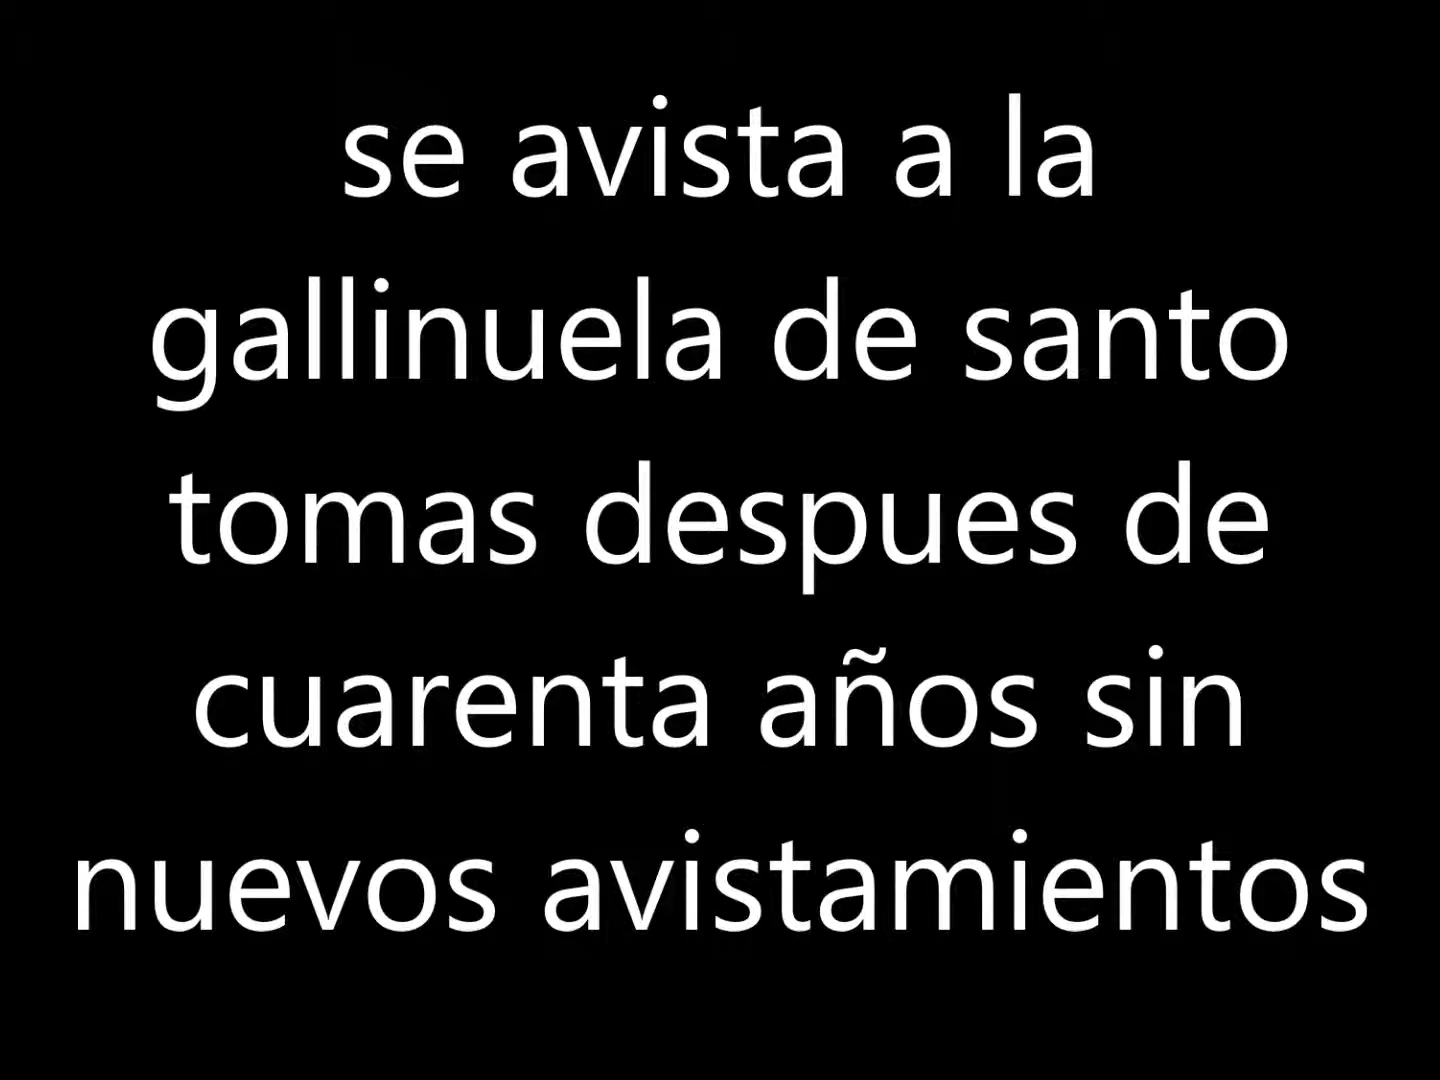 se avista a la
gallinuela de santo
tomas despues de
cuarenta años sin
nuevos avistamientos